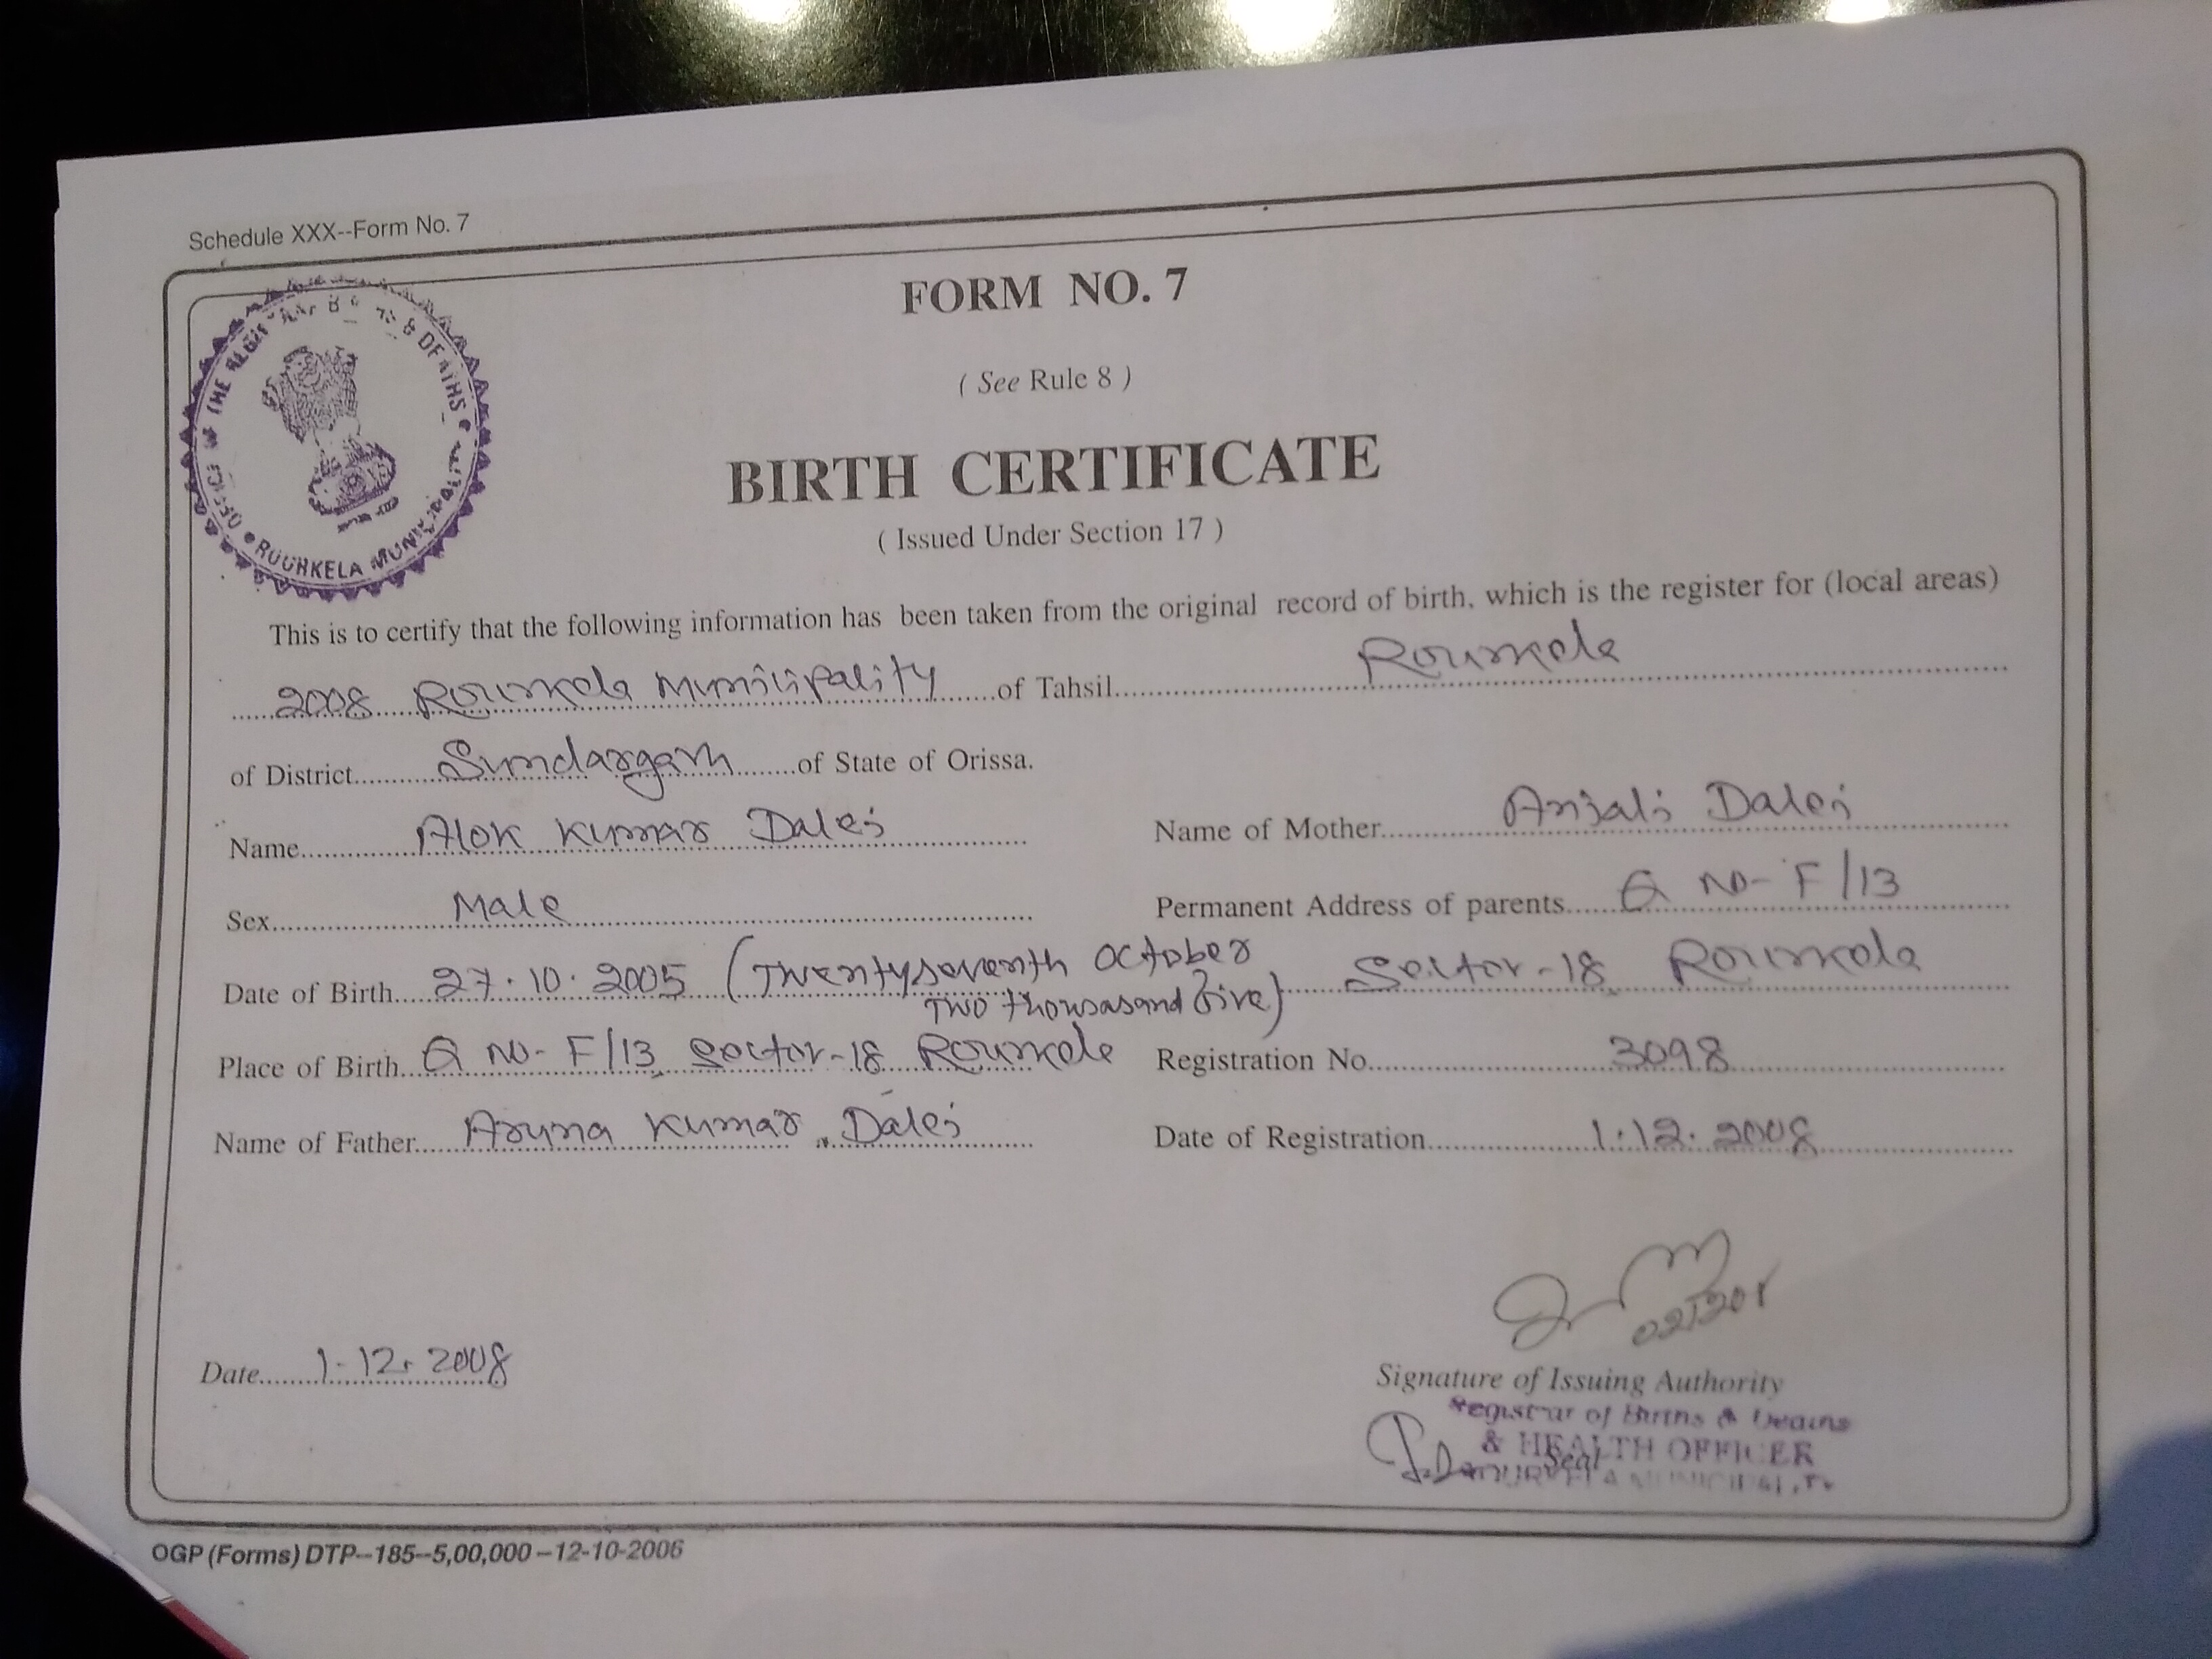 Schedule XXX--Form No. 7
FORM NO. 7
( See Rule 8 )
BIRTH CERTIFICATE
( Issued Under Section 17 )
ROURKELA MUNICIPALITY
This is to certify that the following information has been taken from the original record of birth, which is the register for (local areas)
2008 Rourkela Municipality of Tahsil Rourkela
of District Sundargarh of State of Orissa.
Name Alok Kumar Dalei Name of Mother Anjali Dalei
Sex Male Permanent Address of parents Q NO- F/13
Date of Birth 27.10.2005 (Twentyseventh October Sector-18 Rourkela
Two thousand five)
Place of Birth Q NO- F/13, Sector-18 Rourkela Registration No. 3098
Name of Father Aruna Kumar Dalei Date of Registration 1.12.2008
Date 1.12.2008
Signature of Issuing Authority
Registrar of Births & Deaths
& HEALTH OFFICER
Seal
OGP (Forms) DTP--185--5,00,000--12-10-2006